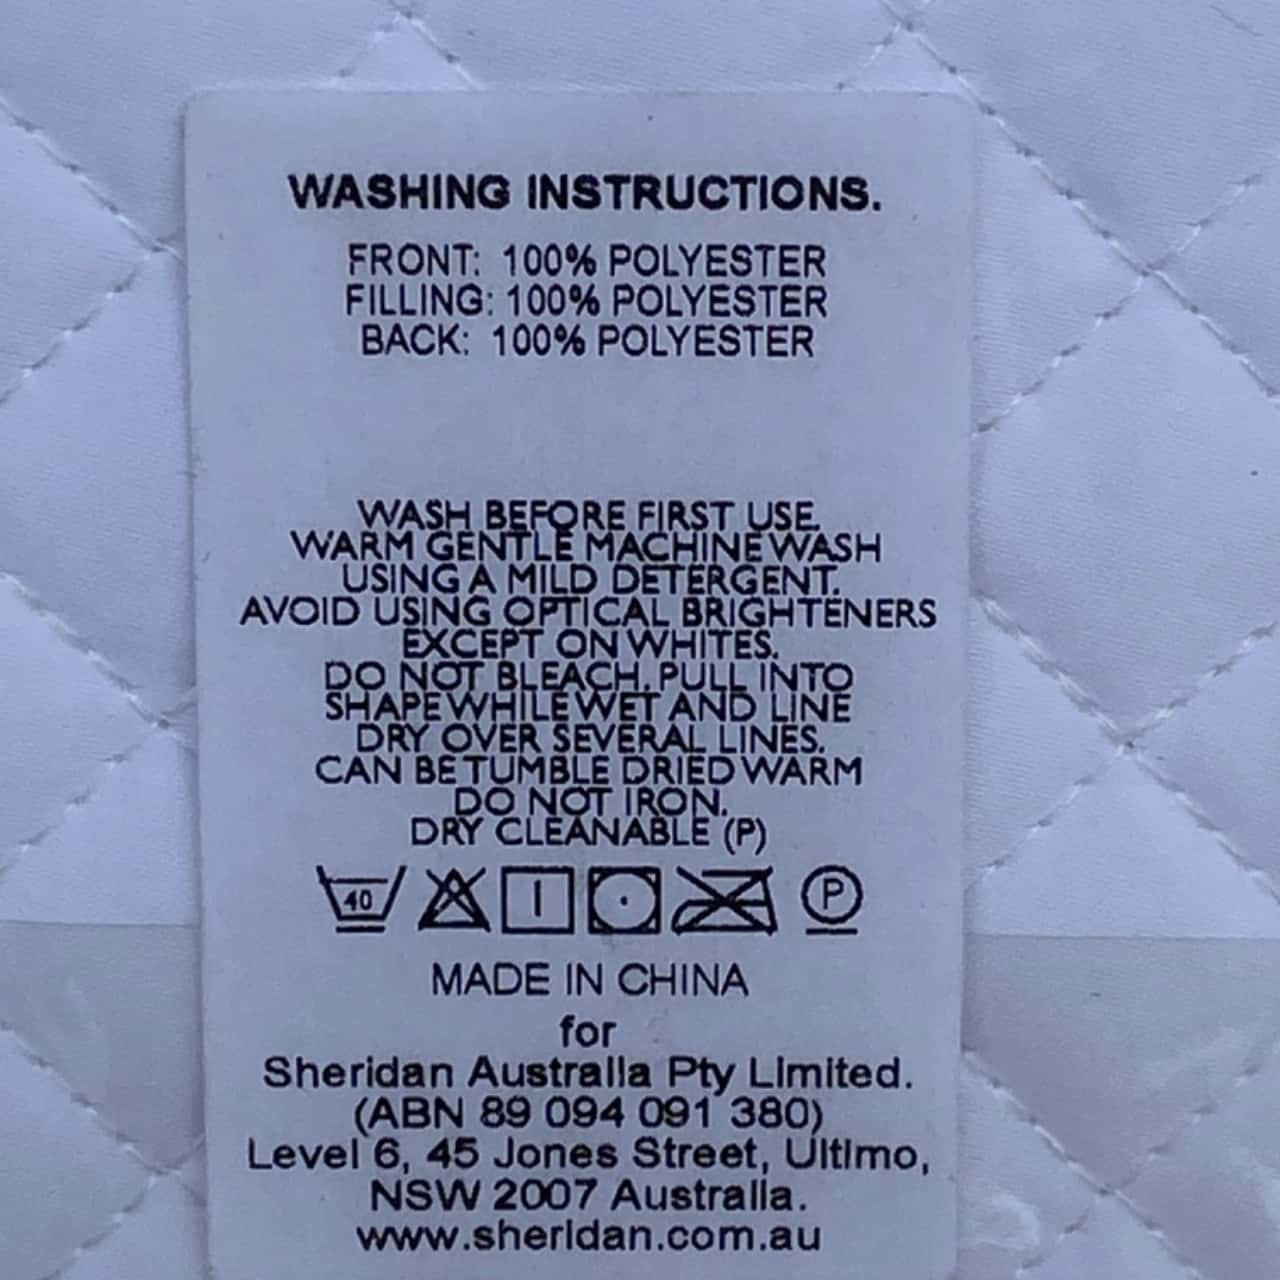 WASHING INSTRUCTIONS.
FRONT: 100% POLYESTER
FILLING: 100% POLYESTER
BACK: 100% POLYESTER
WASH BEFORE FIRST USE.
WARM GENTLE MACHINE WASH
USING A MILD DETERGENT.
AVOID USING OPTICAL BRIGHTENERS
EXCEPT ON WHITES.
DO NOT BLEACH. PULL INTO
SHAPE WHILE WET AND LINE
DRY OVER SEVERAL LINES.
CAN BE TUMBLE DRIED WARM
DO NOT IRON.
DRY CLEANABLE (P)
40 P
MADE IN CHINA
for
Sheridan Australia Pty Limited.
(ABN 89 094 091 380)
Level 6, 45 Jones Street, Ultimo,
NSW 2007 Australia.
www.sheridan.com.au